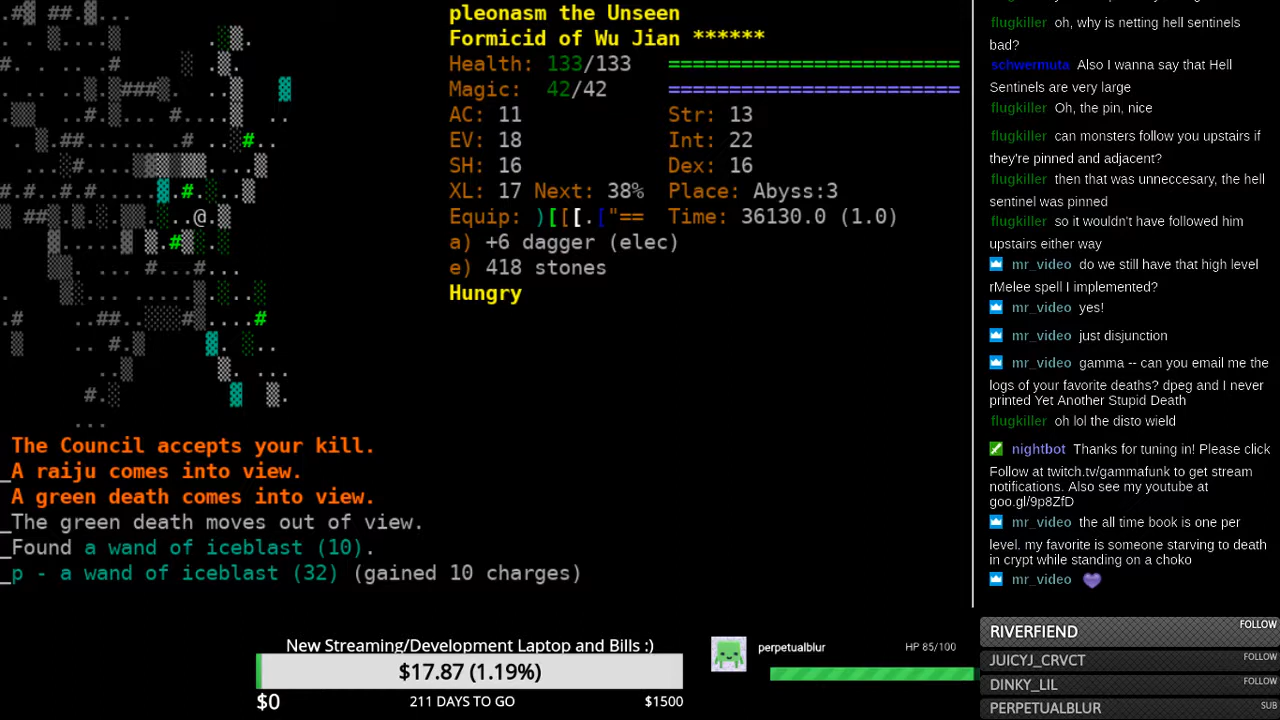 pleonasm the Unseen
Formicid of Wu Jian ******
Health: 133/133 ========================
Magic: 42/42 ========================
AC: 11 Str: 13
EV: 18 Int: 22
SH: 16 Dex: 16
XL: 17 Next: 38% Place: Abyss:3
Equip: )[[[.["== Time: 36130.0 (1.0)
a) +6 dagger (elec)
e) 418 stones
Hungry
The Council accepts your kill.
_A raiju comes into view.
A green death comes into view.
_The green death moves out of view.
_Found a wand of iceblast (10).
_p - a wand of iceblast (32) (gained 10 charges)
New Streaming/Development Laptop and Bills :)
$17.87 (1.19%)
$0 211 DAYS TO GO $1500
perpetualblur HP 85/100
flugkiller oh, why is netting hell sentinels
bad?
schwermuta Also I wanna say that Hell
Sentinels are very large
flugkiller Oh, the pin, nice
flugkiller can monsters follow you upstairs if
they're pinned and adjicent?
flugkiller then that was unneccesary, the hell
sentinel was pinned
flugkiller so it wouldn't have followed him
upstairs either way
mr_video do we still have that high level
rMelee spell I implemented?
mr_video yes!
mr_video just disjunction
mr_video gamma -- can you email me the
logs of your favorite deaths? dpeg and I never
printed Yet Another Stupid Death
flugkiller oh lol the disto wield
nightbot Thanks for tuning in! Please click
Follow at twitch.tv/gammafunk to get stream
notifications. Also see my youtube at
goo.gl/9p8ZfD
mr_video the all time book is one per
level. my favorite is someone starving to death
in crypt while standing on a choko
mr_video 💜
RIVERFIEND FOLLOW
JUICYJ_CRVCT FOLLOW
DINKY_LIL FOLLOW
PERPETUALBLUR SUB